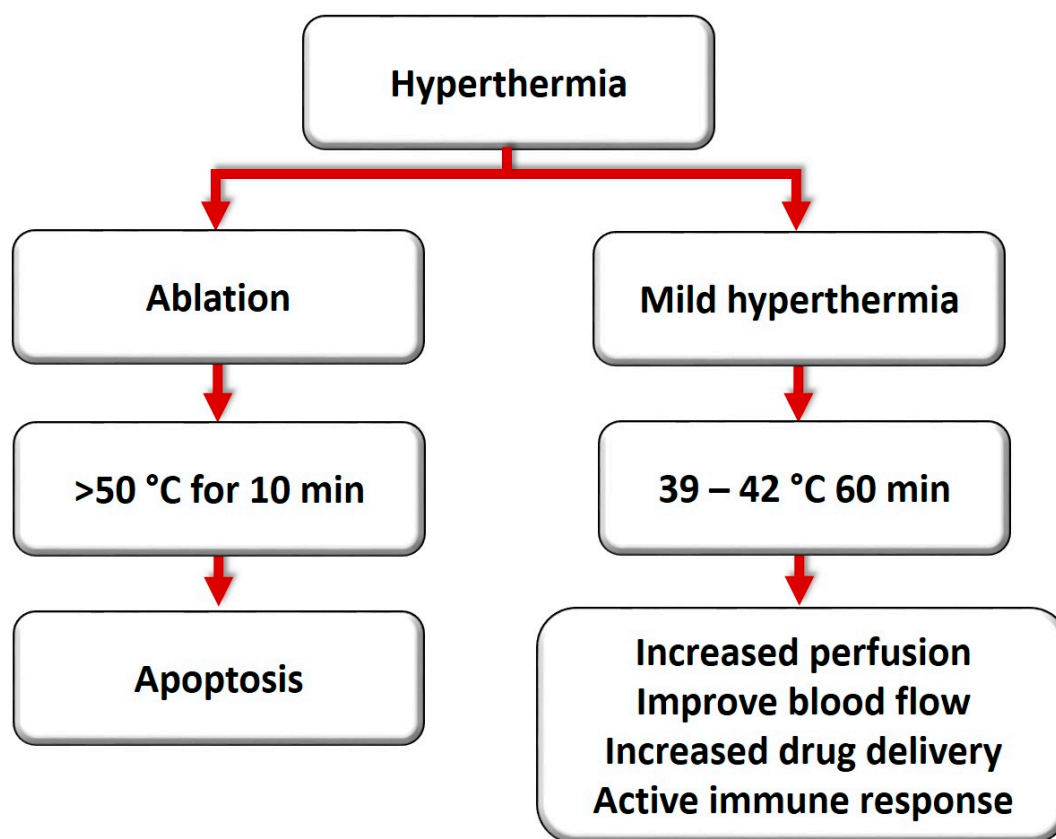 Hyperthermia
Ablation
Mild hyperthermia
>50 °C for 10 min
39 – 42 °C 60 min
Apoptosis
Increased perfusion
Improve blood flow
Increased drug delivery
Active immune response